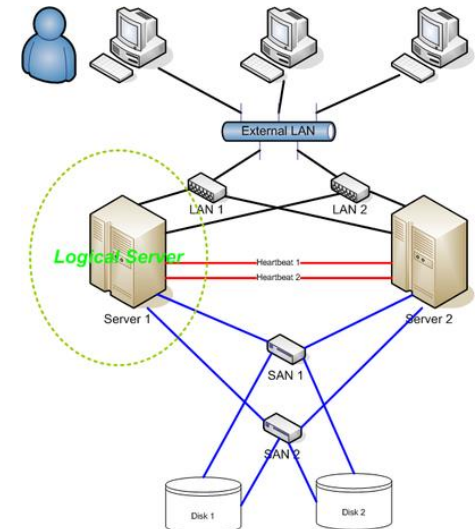 External LAN
LAN 1
LAN 2
Logical Server
Heartbeat 1
Heartbeat 2
Server 1
Server 2
SAN 1
SAN 2
Disk 1
Disk 2